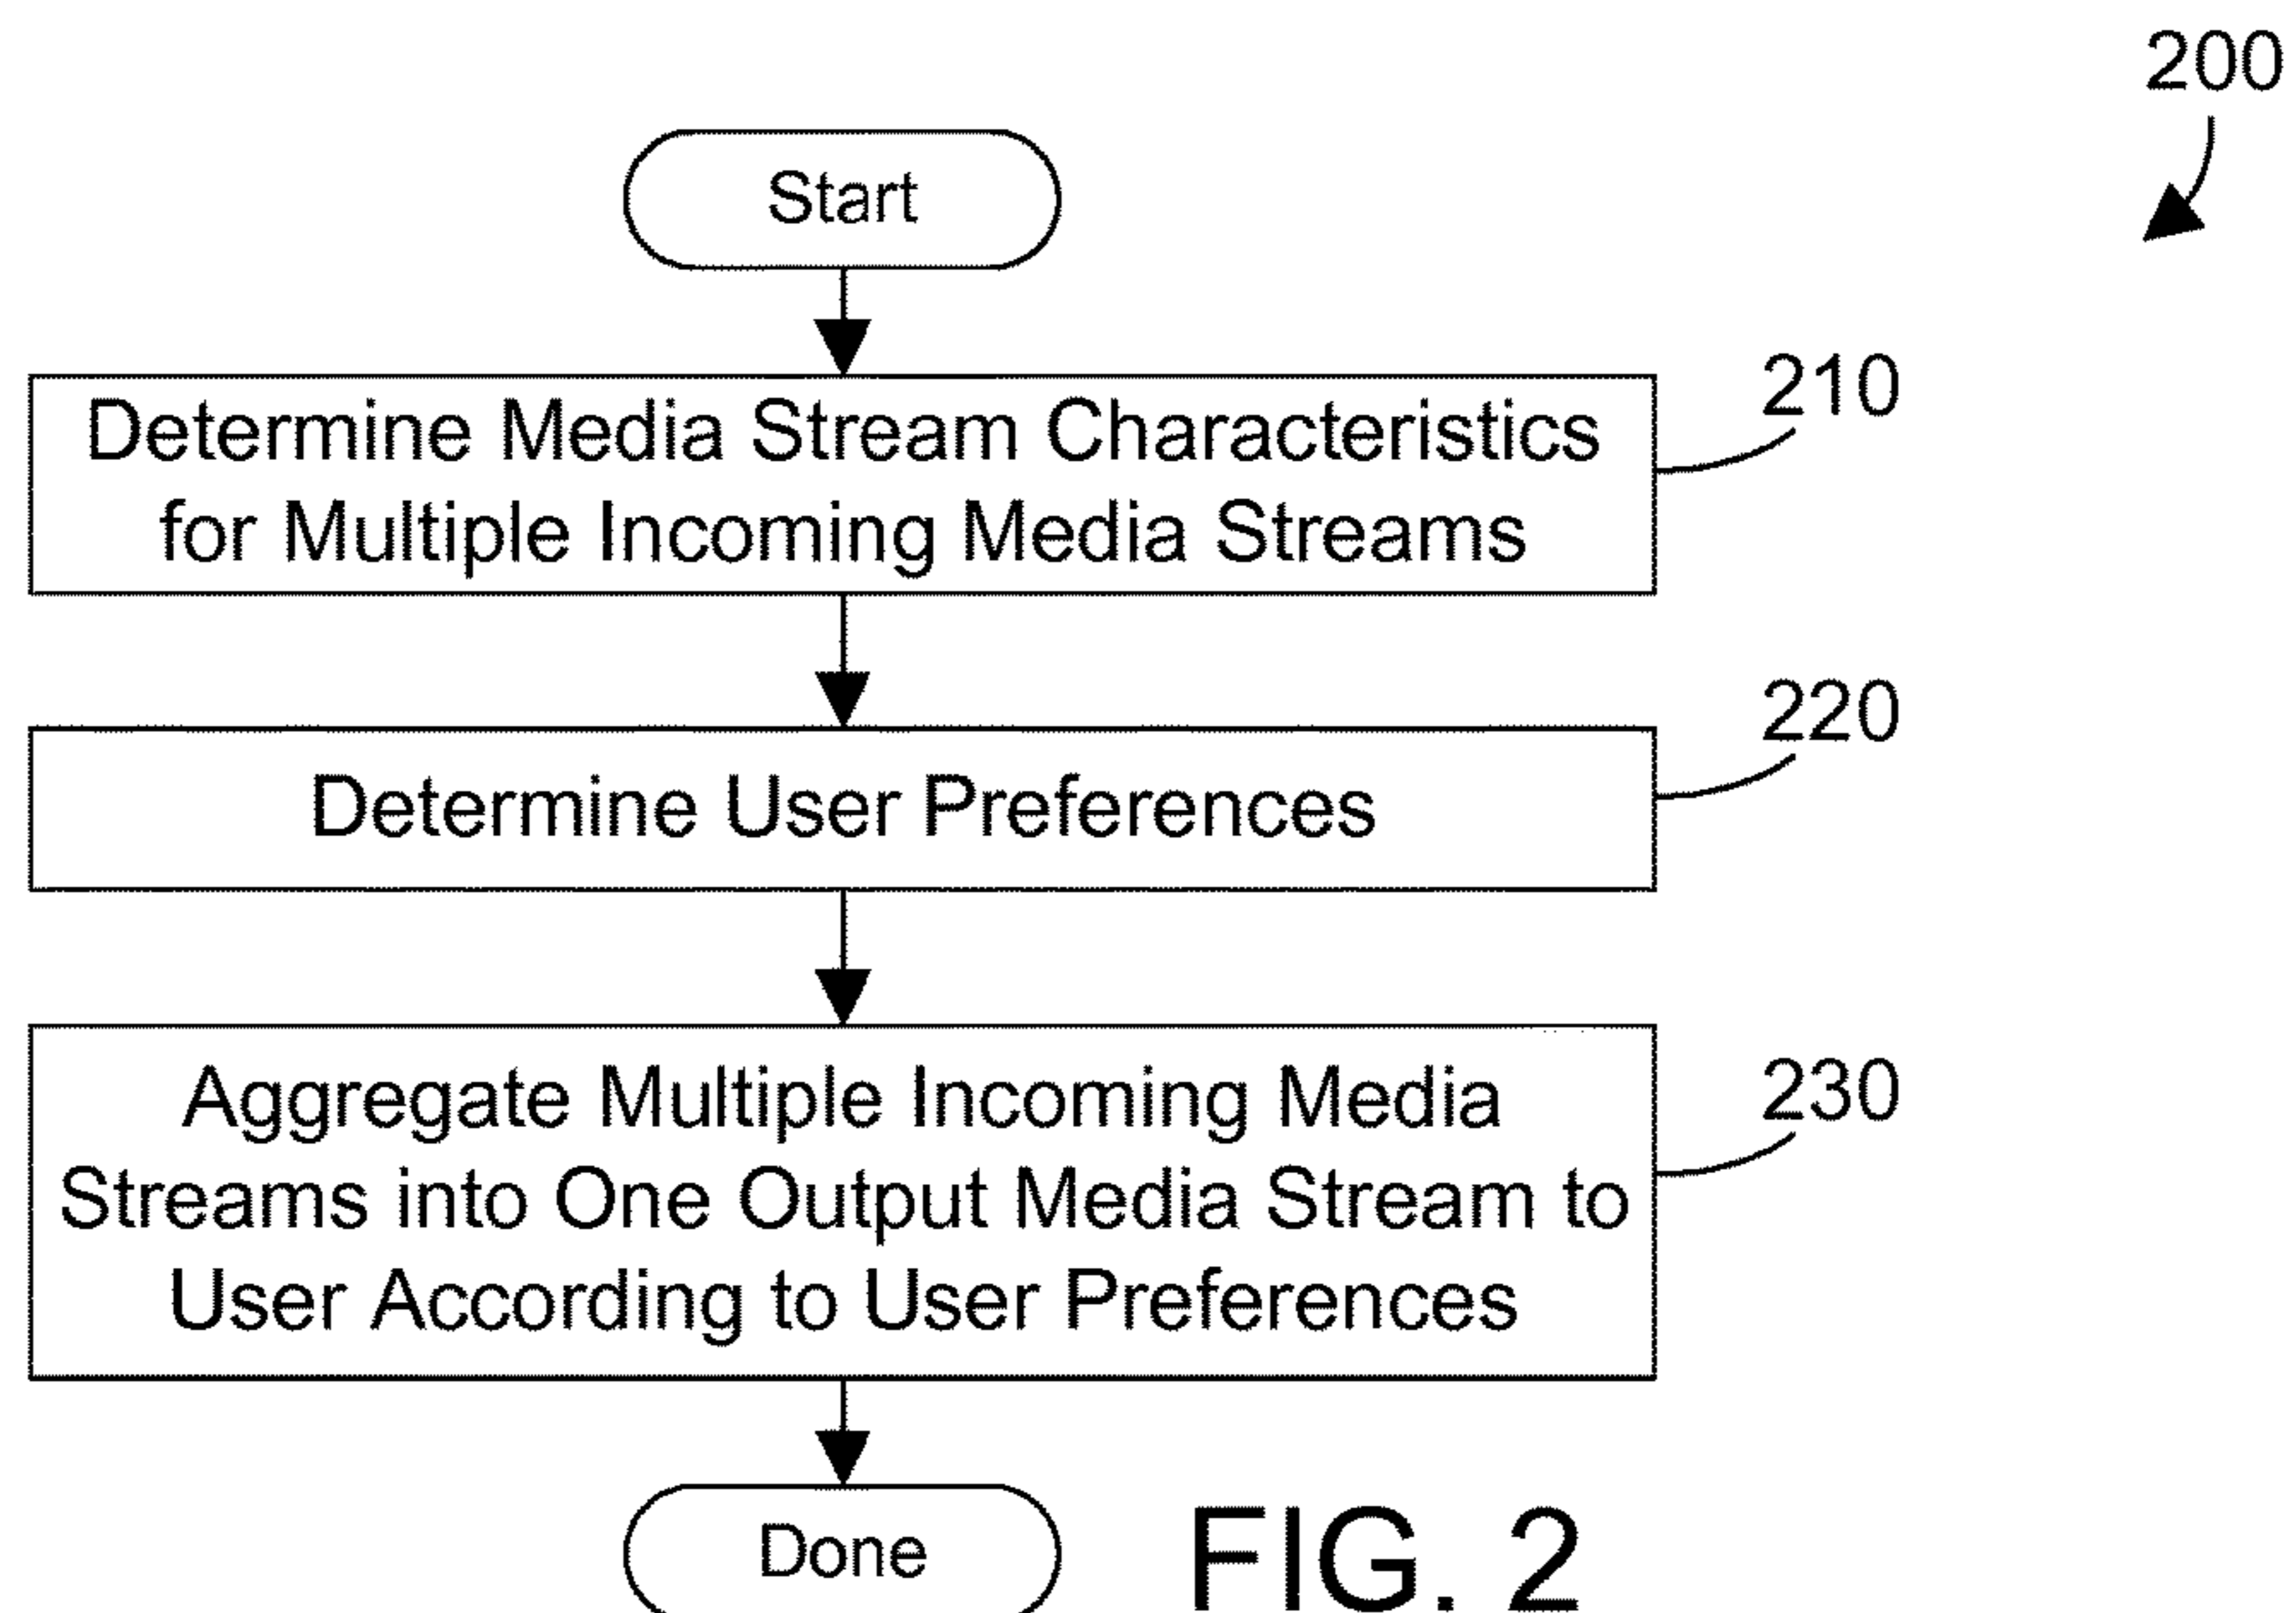 200
Start
Determine Media Stream Characteristics
for Multiple Incoming Media Streams
210
Determine User Preferences
220
Aggregate Multiple Incoming Media
Streams into One Output Media Stream to
User According to User Preferences
230
Done
FIG. 2